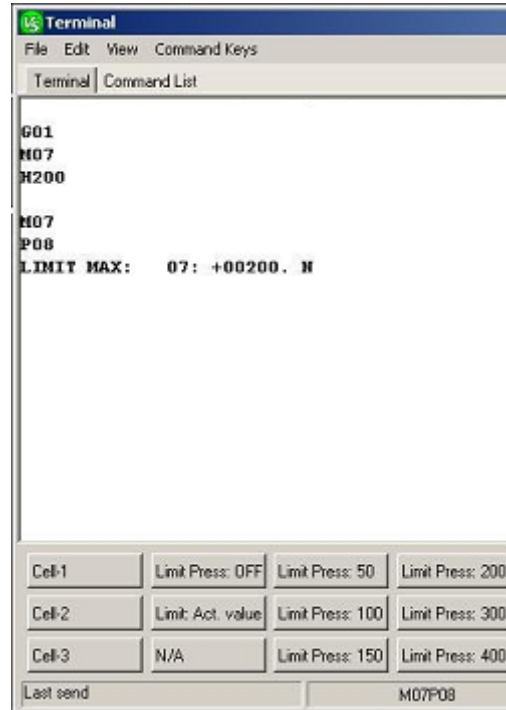 VS Terminal
File Edit View Command Keys
Terminal Command List
G01
M07
H200
M07
P08
LIMIT MAX: 07: +00200. N
Cell-1 Limit Press: OFF Limit Press: 50 Limit Press: 200
Cell-2 Limit: Act. value Limit Press: 100 Limit Press: 300
Cell-3 N/A Limit Press: 150 Limit Press: 400
Last send M07P08